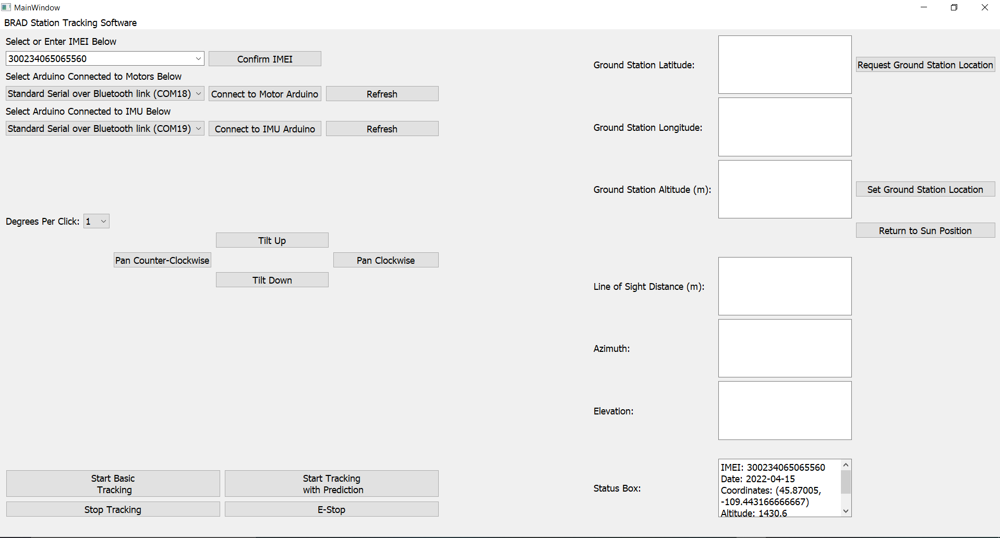 MainWindow
BRAD Station Tracking Software
Select or Enter IMEI Below
300234065065560
Confirm IMEI
Select Arduino Connected to Motors Below
Standard Serial over Bluetooth link (COM18)
Connect to Motor Arduino
Refresh
Select Arduino Connected to IMU Below
Standard Serial over Bluetooth link (COM19)
Connect to IMU Arduino
Refresh
Degrees Per Click:
1
Tilt Up
Pan Counter-Clockwise
Pan Clockwise
Tilt Down
Start Basic
Tracking
Start Tracking
with Prediction
Stop Tracking
E-Stop
Ground Station Latitude:
Request Ground Station Location
Ground Station Longitude:
Ground Station Altitude (m):
Set Ground Station Location
Return to Sun Position
Line of Sight Distance (m):
Azimuth:
Elevation:
Status Box:
IMEI: 300234065065560
Date: 2022-04-15
Coordinates: (45.87005,
-109.443166666667)
Altitude: 1430.6